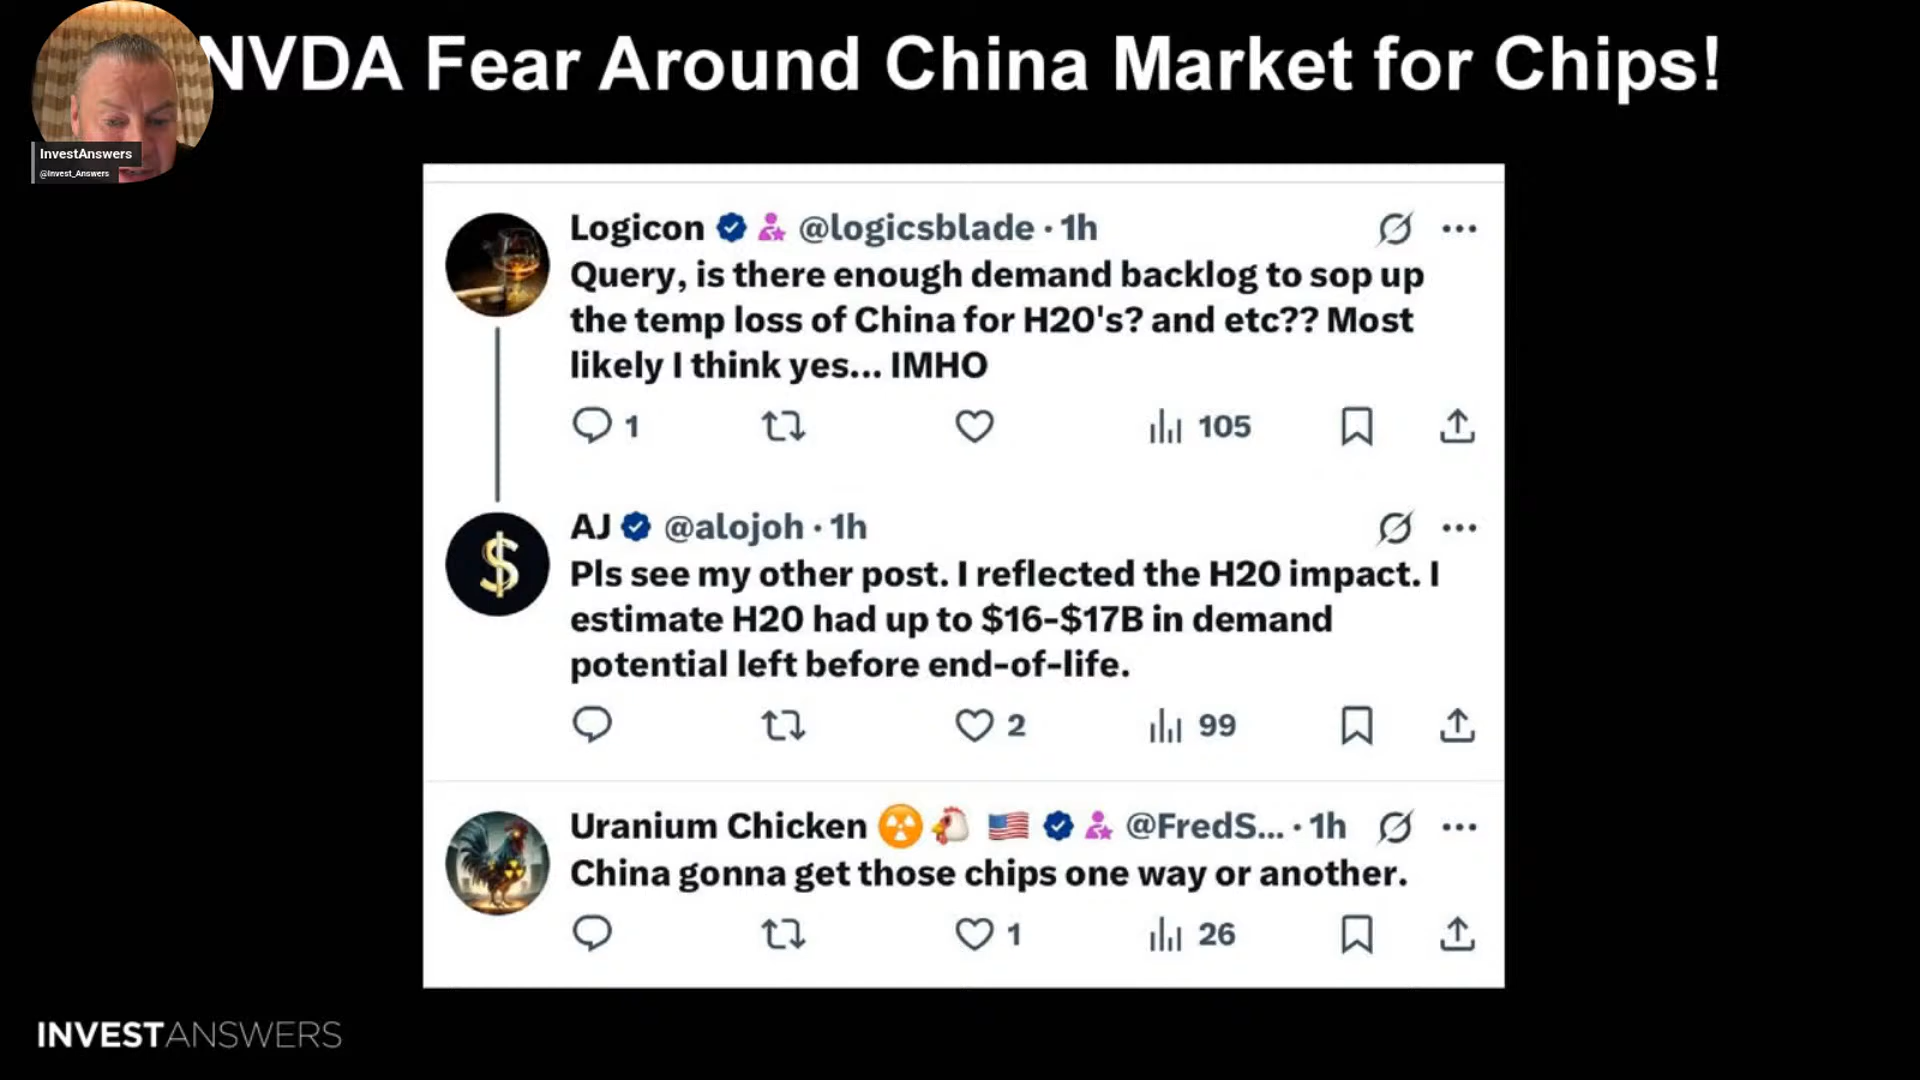 NVDA Fear Around China Market for Chips!
InvestAnswers
@Invest_Answers
Logicon @logicsblade · 1h
Query, is there enough demand backlog to sop up
the temp loss of China for H20's? and etc?? Most
likely I think yes... IMHO
1 105
AJ @alojoh · 1h
Pls see my other post. I reflected the H20 impact. I
estimate H20 had up to $16-$17B in demand
potential left before end-of-life.
2 99
Uranium Chicken ☢️🐔 🇺🇸 @FredS... · 1h
China gonna get those chips one way or another.
1 26
INVESTANSWERS